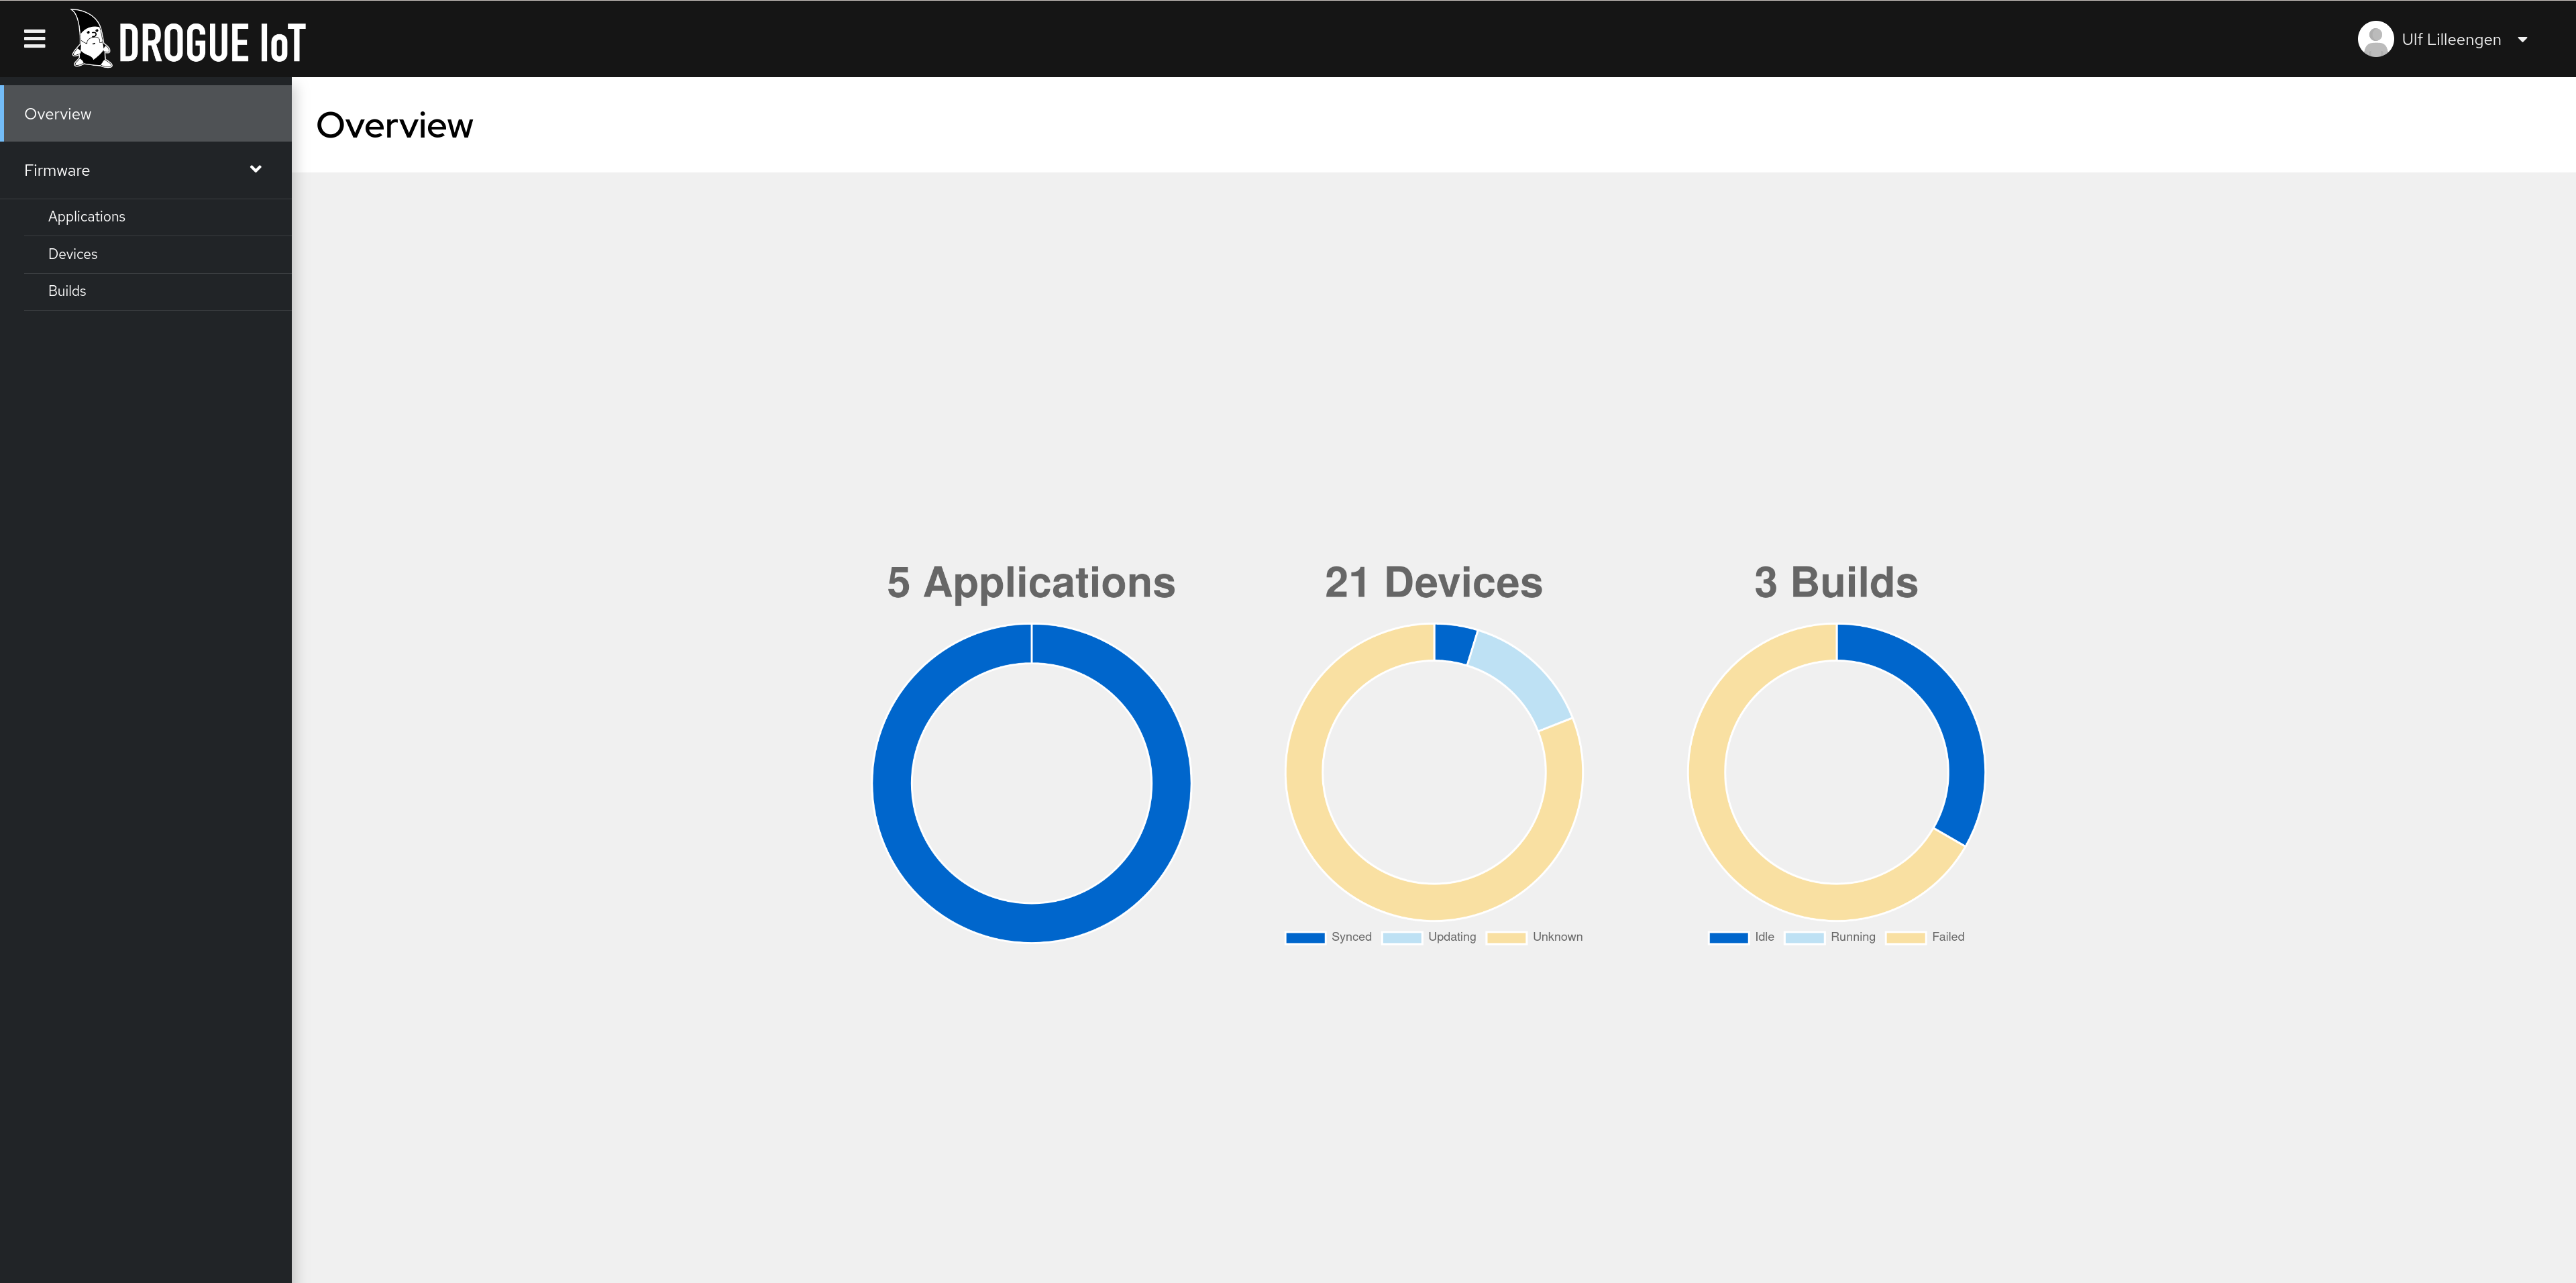 DROGUE IoT
Ulf Lilleengen
Overview
Firmware
Applications
Devices
Builds
Overview
5 Applications
21 Devices
Synced Updating Unknown
3 Builds
Idle Running Failed